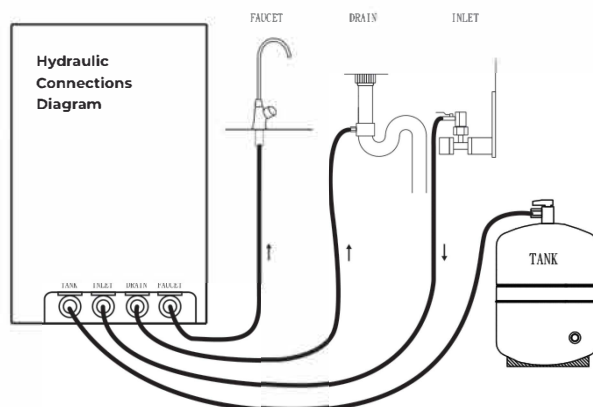 FAUCET DRAIN INLET
Hydraulic
Connections
Diagram
TANK
TANK INLET DRAIN FAUCET